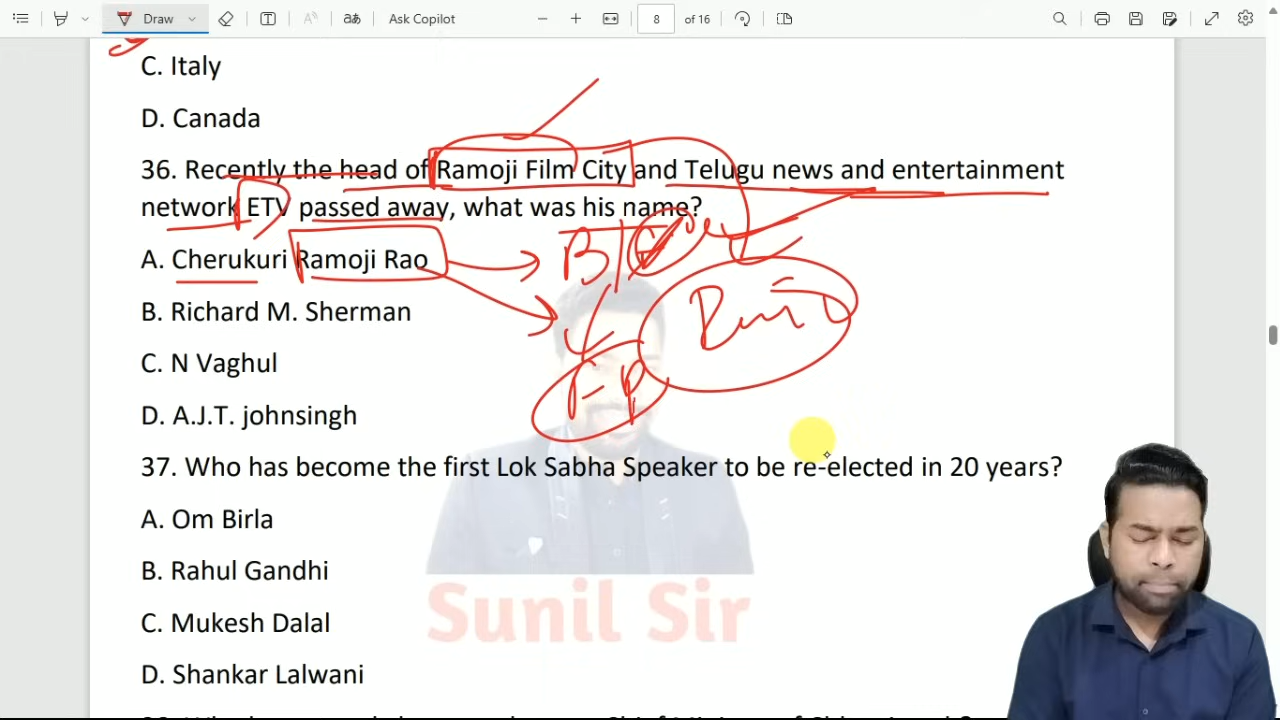 Draw
Ask Copilot
8 of 16
C. Italy
D. Canada
36. Recently the head of Ramoji Film City and Telugu news and entertainment
network ETV passed away, what was his name?
A. Cherukuri Ramoji Rao
B. Richard M. Sherman
C. N Vaghul
D. A.J.T. johnsingh
37. Who has become the first Lok Sabha Speaker to be re-elected in 20 years?
A. Om Birla
B. Rahul Gandhi
C. Mukesh Dalal
D. Shankar Lalwani
Sunil Sir